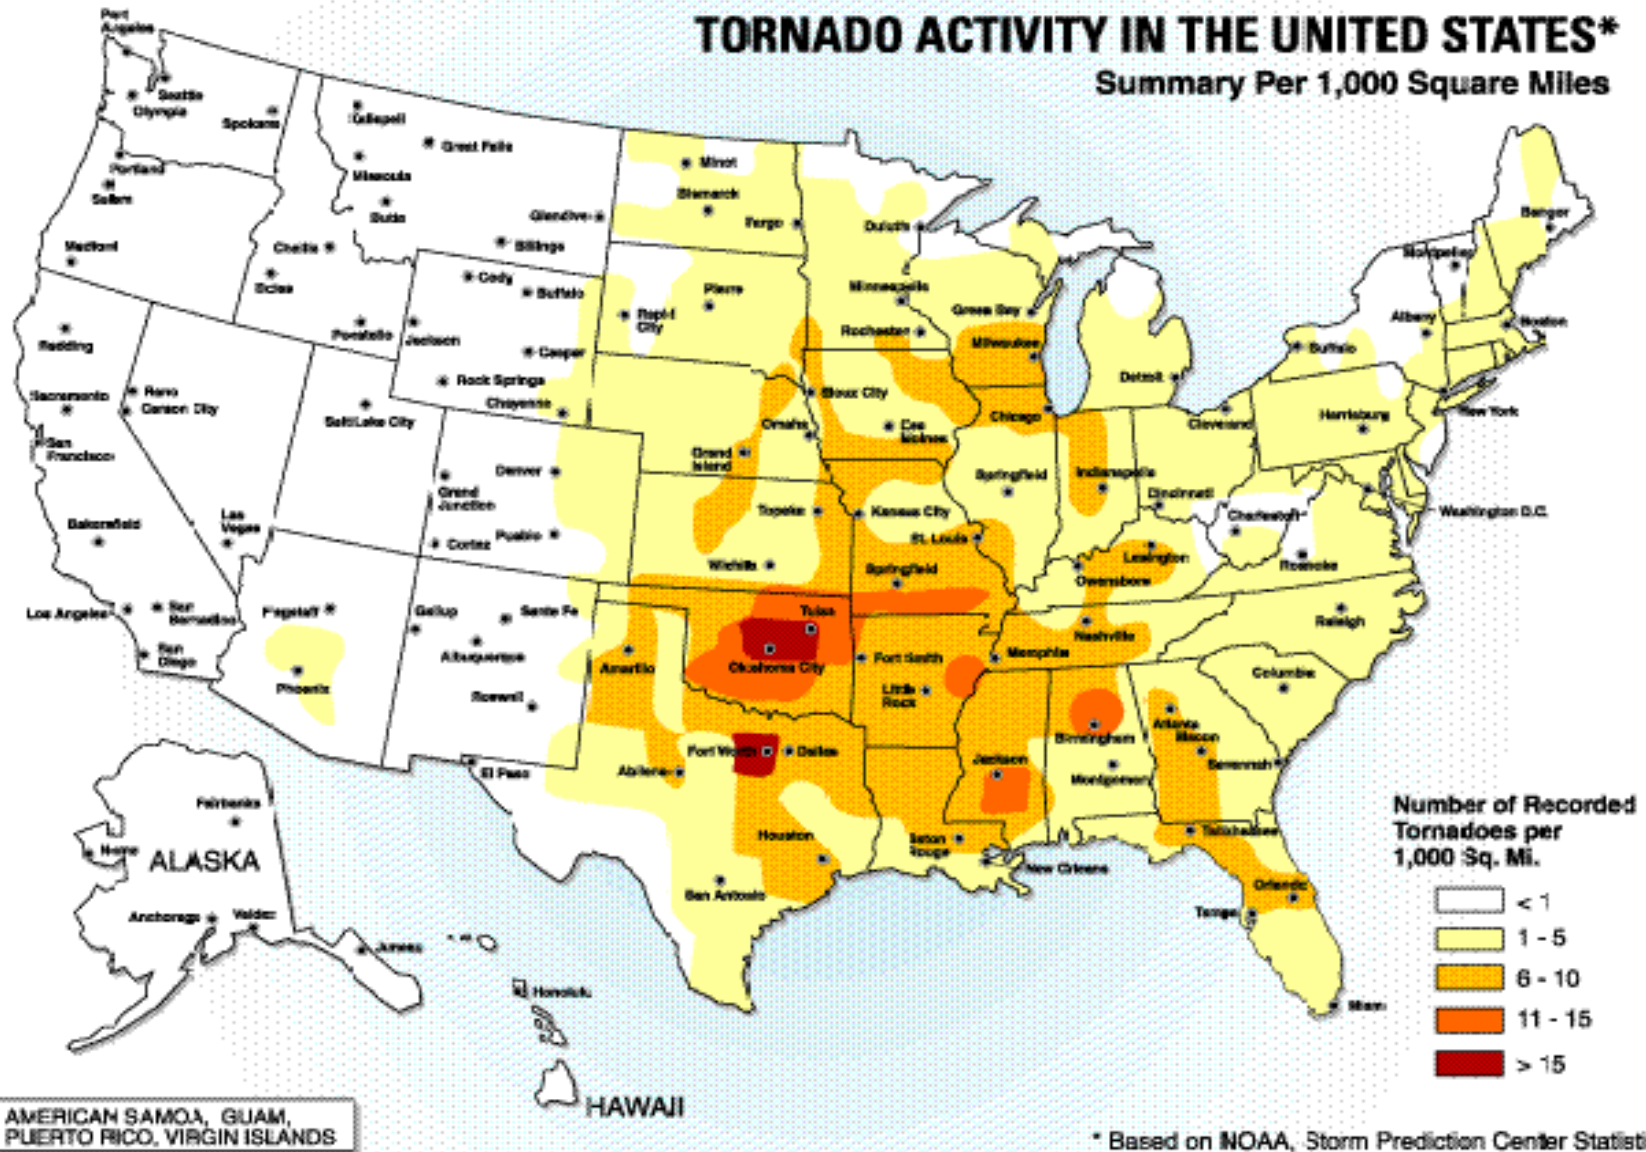 TORNADO ACTIVITY IN THE UNITED STATES*
Summary Per 1,000 Square Miles
Port
Angeles
Seattle
Olympia
Spokane
Portland
Salem
Medford
Kalispell
Great Falls
Missoula
Butte
Glendive
Billings
Challis
Boise
Pocatello
Cody
Buffalo
Jackson
Casper
Rock Springs
Cheyenne
Redding
Sacramento
San
Francisco
Reno
Carson City
Salt Lake City
Bakersfield
Las
Vegas
Los Angeles
San
Bernadino
San
Diego
Denver
Grand
Junction
Cortez
Pueblo
Flagstaff
Phoenix
Gallup
Santa Fe
Albuquerque
Roswell
Minot
Bismarck
Fargo
Duluth
Rapid
City
Pierre
Minneapolis
Rochester
Green Bay
Milwaukee
Sioux City
Omaha
Grand
Island
Des
Moines
Chicago
Detroit
Cleveland
Springfield
Indianapolis
Cincinnati
Topeka
Kansas City
St. Louis
Wichita
Springfield
Lexington
Owensboro
Charleston
Roanoke
Washington D.C.
Harrisburg
New York
Buffalo
Albany
Boston
Montpelier
Bangor
Tulsa
Oklahoma City
Amarillo
Fort Smith
Little
Rock
Memphis
Nashville
Raleigh
Columbia
Atlanta
Macon
Savannah
Birmingham
Montgomery
Jackson
Fort Worth
Dallas
Abilene
El Paso
Houston
San Antonio
Baton
Rouge
New Orleans
Tallahassee
Orlando
Tampa
Miami
Fairbanks
Nome
ALASKA
Anchorage
Valdez
Juneau
Honolulu
HAWAII
Number of Recorded
Tornadoes per
1,000 Sq. Mi.
< 1
1 - 5
6 - 10
11 - 15
> 15
AMERICAN SAMOA, GUAM,
PUERTO RICO, VIRGIN ISLANDS
* Based on NOAA, Storm Prediction Center Statisti